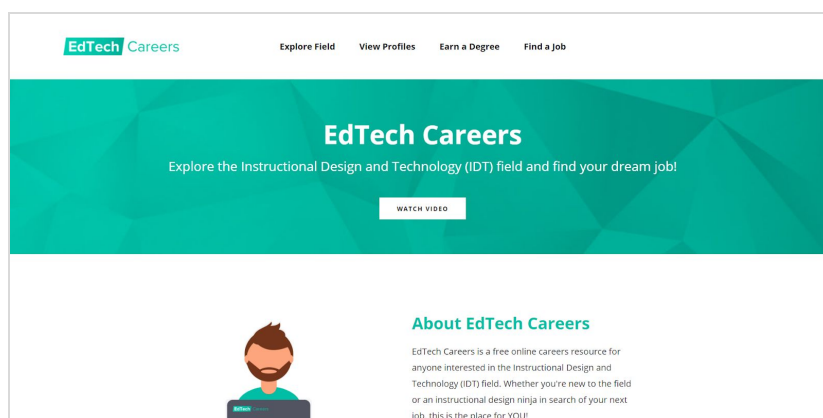 EdTech Careers
Explore Field View Profiles Earn a Degree Find a Job
EdTech Careers
Explore the Instructional Design and Technology (IDT) field and find your dream job!
WATCH VIDEO
About EdTech Careers
EdTech Careers is a free online careers resource for
anyone interested in the Instructional Design and
Technology (IDT) field. Whether you're new to the field
or an instructional design ninja in search of your next
job, this is the place for YOU!
EdTech Careers